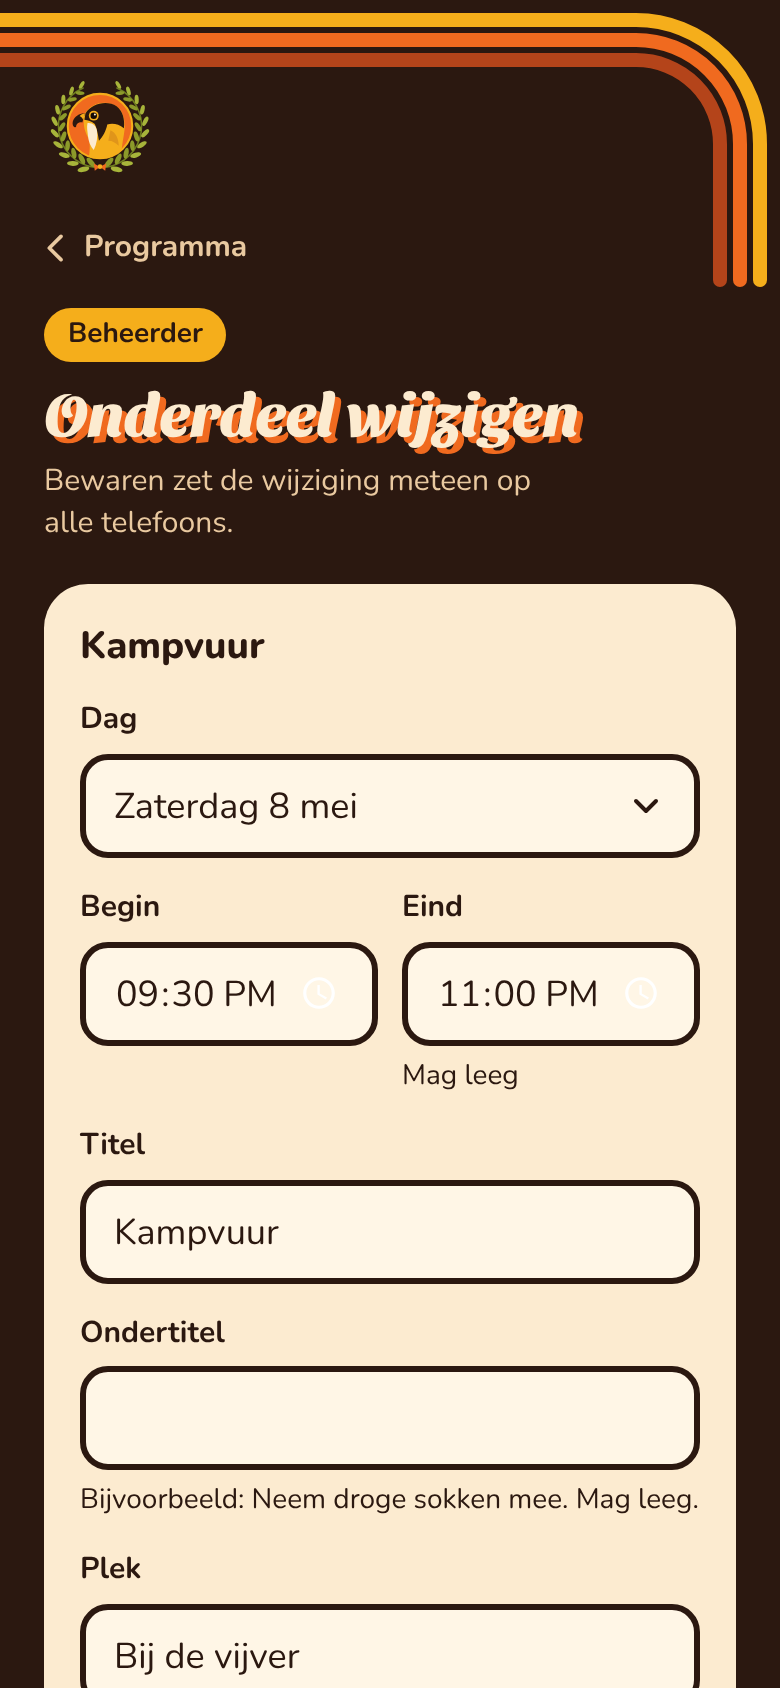 Programma
Beheerder
Onderdeel wijzigen
Bewaren zet de wijziging meteen op
alle telefoons.
Kampvuur
Dag
Zaterdag 8 mei
Begin
Eind
09:30 PM
11:00 PM
Mag leeg
Titel
Kampvuur
Ondertitel
Bijvoorbeeld: Neem droge sokken mee. Mag leeg.
Plek
Bij de vijver